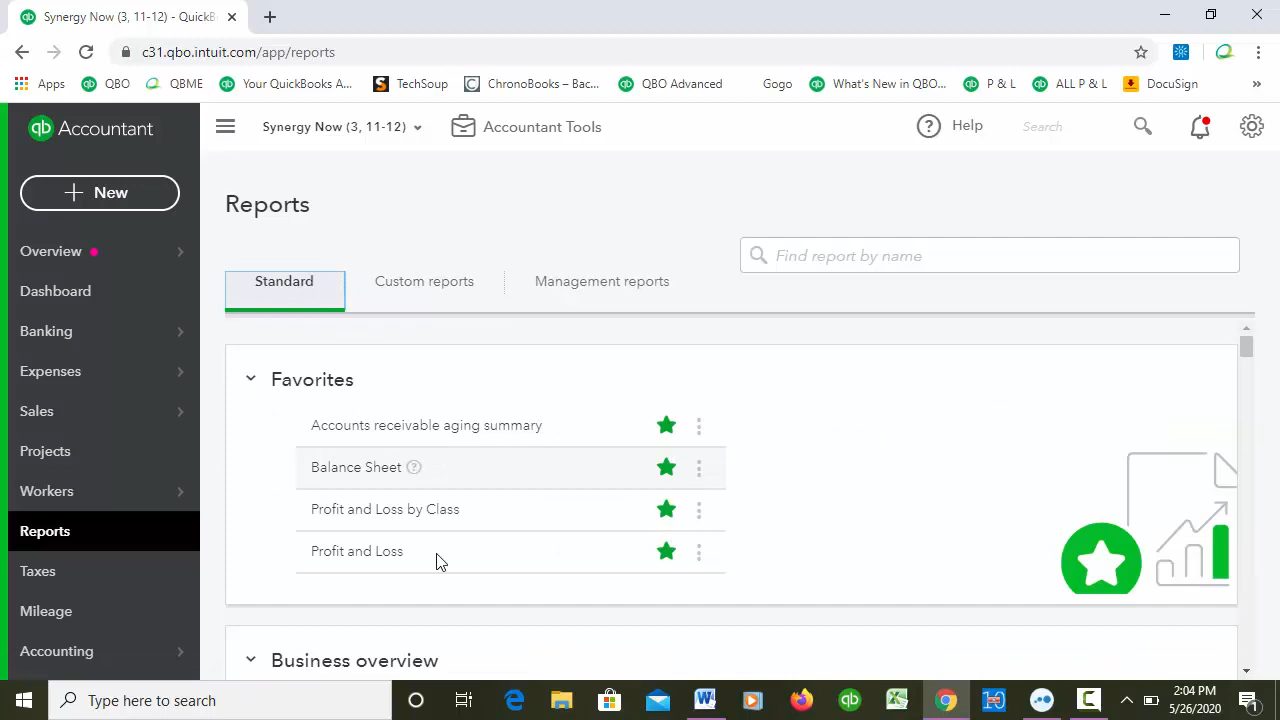 Synergy Now (3, 11-12) - QuickB
c31.qbo.intuit.com/app/reports
Apps QBO QBME Your QuickBooks A... TechSoup ChronoBooks – Bac... QBO Advanced Gogo What's New in QBO... P & L ALL P & L DocuSign »
qb Accountant
Synergy Now (3, 11-12)
Accountant Tools
Help
Search
New
Overview
Dashboard
Banking
Expenses
Sales
Projects
Workers
Reports
Taxes
Mileage
Accounting
Reports
Find report by name
Standard
Custom reports
Management reports
Favorites
Accounts receivable aging summary
Balance Sheet
Profit and Loss by Class
Profit and Loss
Business overview
Type here to search
2:04 PM
5/26/2020
1